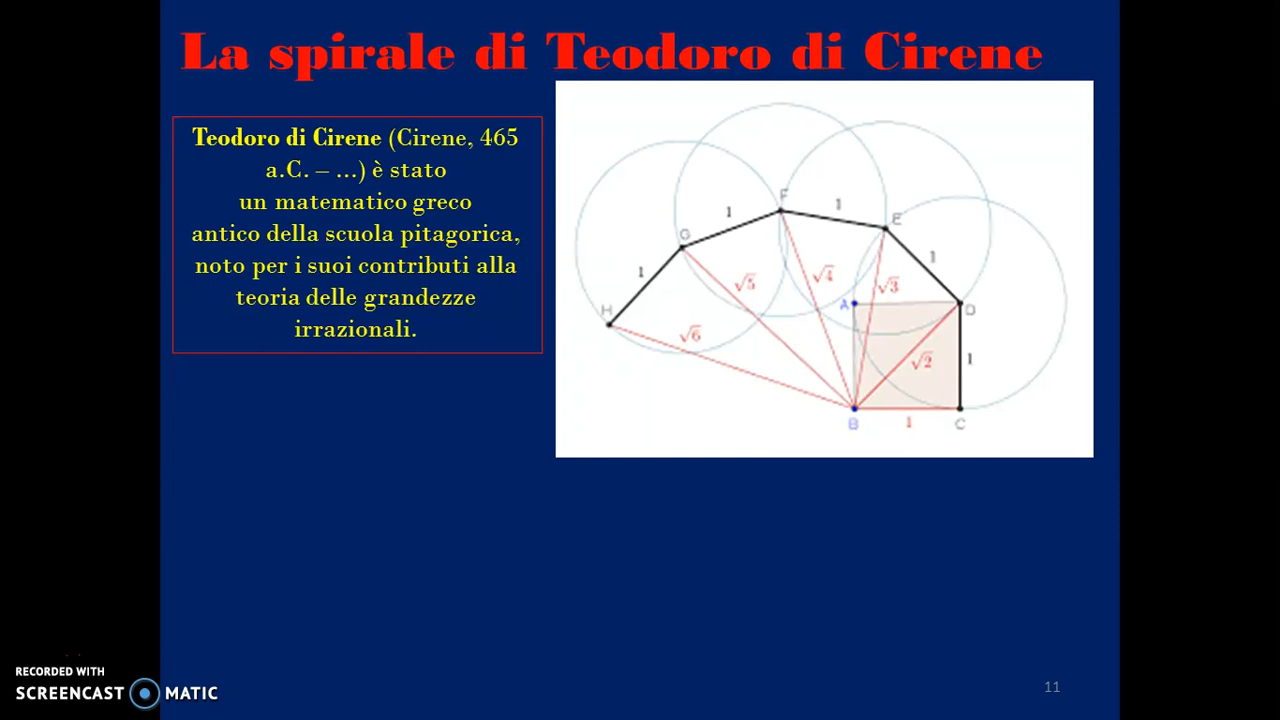 La spirale di Teodoro di Cirene
Teodoro di Cirene (Cirene, 465
a.C. – ...) è stato
un matematico greco
antico della scuola pitagorica,
noto per i suoi contributi alla
teoria delle grandezze
irrazionali.
F
1
1
E
G
1
√5
√4
√3
1
A
H
D
√6
√2
1
B
1
C
RECORDED WITH
SCREENCAST MATIC
11